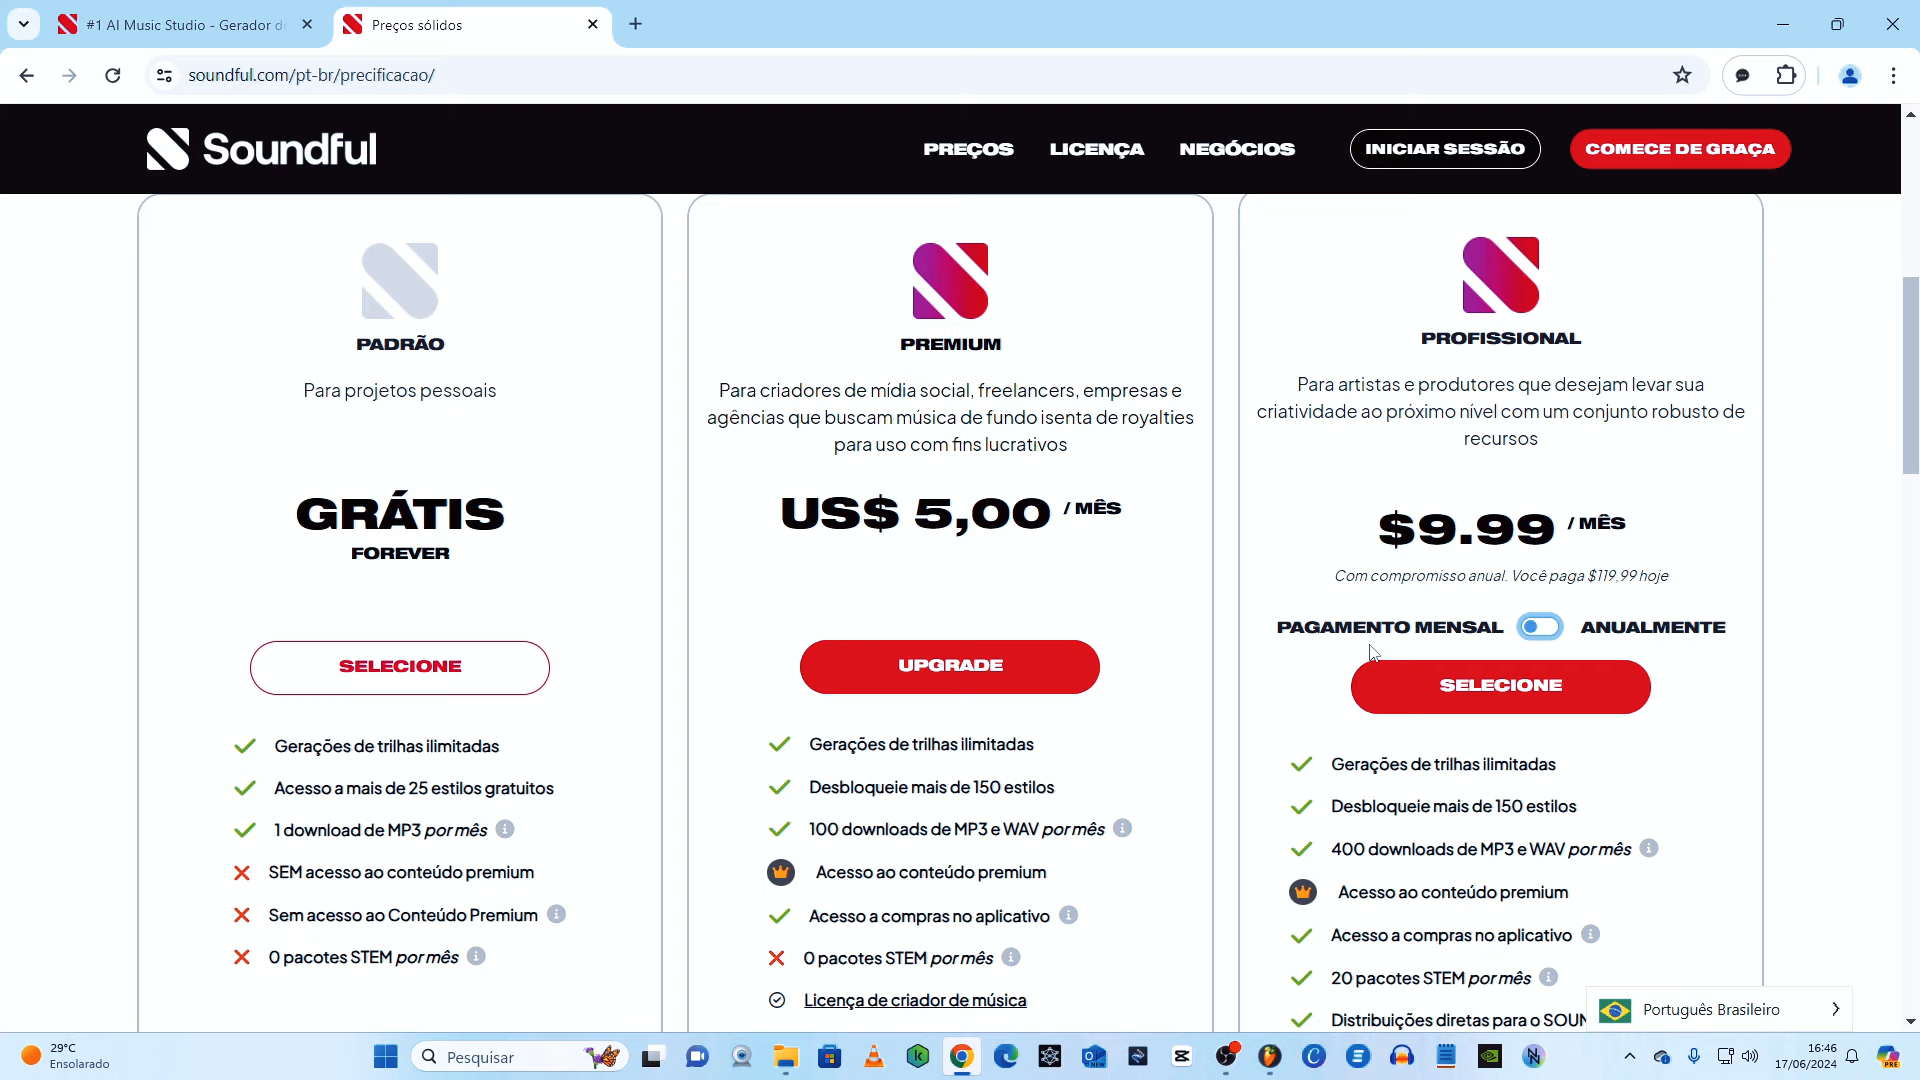 #1 AI Music Studio - Gerador d
Preços sólidos
soundful.com/pt-br/precificacao/
Soundful
PREÇOS
LICENÇA
NEGÓCIOS
INICIAR SESSÃO
COMECE DE GRAÇA
PADRÃO
Para projetos pessoais
GRÁTIS
FOREVER
SELECIONE
Gerações de trilhas ilimitadas
Acesso a mais de 25 estilos gratuitos
1 download de MP3 por mês
SEM acesso ao conteúdo premium
Sem acesso ao Conteúdo Premium
0 pacotes STEM por mês
PREMIUM
Para criadores de mídia social, freelancers, empresas e
agências que buscam música de fundo isenta de royalties
para uso com fins lucrativos
US$ 5,00 / MÊS
UPGRADE
Gerações de trilhas ilimitadas
Desbloqueie mais de 150 estilos
100 downloads de MP3 e WAV por mês
Acesso ao conteúdo premium
Acesso a compras no aplicativo
0 pacotes STEM por mês
Licença de criador de música
PROFISSIONAL
Para artistas e produtores que desejam levar sua
criatividade ao próximo nível com um conjunto robusto de
recursos
$9.99 / MÊS
Com compromisso anual. Você paga $119,99 hoje
PAGAMENTO MENSAL
ANUALMENTE
SELECIONE
Gerações de trilhas ilimitadas
Desbloqueie mais de 150 estilos
400 downloads de MP3 e WAV por mês
Acesso ao conteúdo premium
Acesso a compras no aplicativo
20 pacotes STEM por mês
Distribuições diretas para o SOUN
Português Brasileiro
29°C
Ensolarado
Pesquisar
16:46
17/06/2024